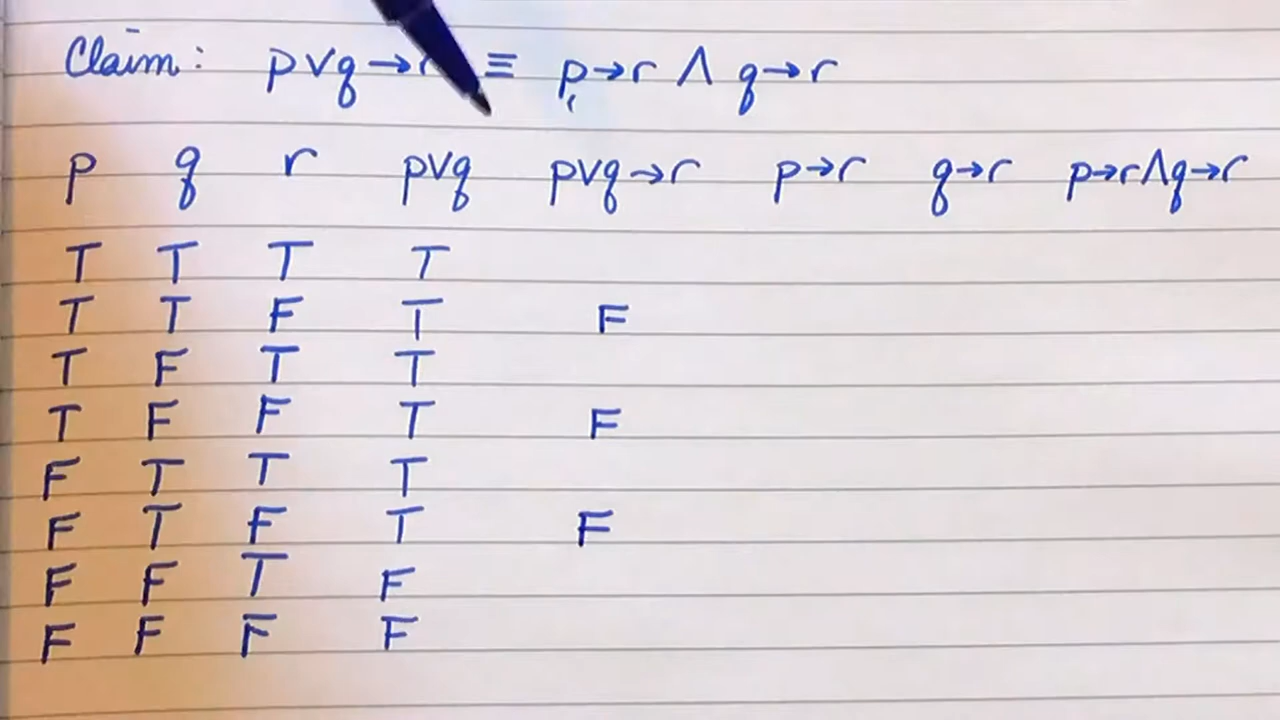 Claim: p∨q→r ≡ p→r ∧ q→r
p q r p∨q p∨q→r p→r q→r p→r∧q→r
T T T T
T T F T F
T F T T
T F F T F
F T T T
F T F T F
F F T F
F F F F